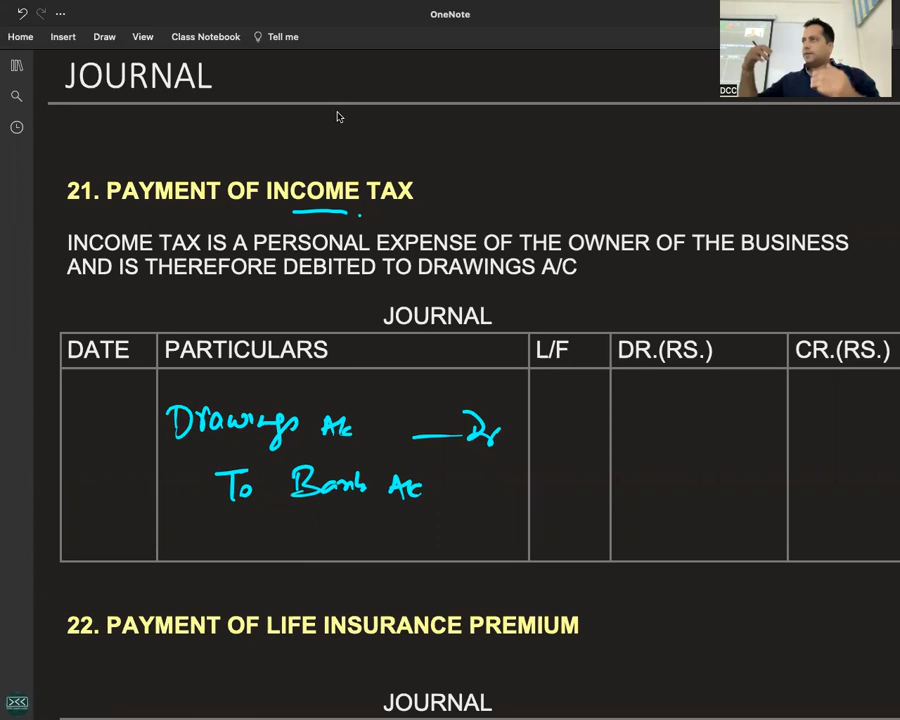 OneNote
Home Insert Draw View Class Notebook Tell me
DCC
JOURNAL
21. PAYMENT OF INCOME TAX
INCOME TAX IS A PERSONAL EXPENSE OF THE OWNER OF THE BUSINESS
AND IS THEREFORE DEBITED TO DRAWINGS A/C
JOURNAL
DATE PARTICULARS L/F DR.(RS.) CR.(RS.)
Drawings A/c —Dr
To Bank A/c
22. PAYMENT OF LIFE INSURANCE PREMIUM
JOURNAL